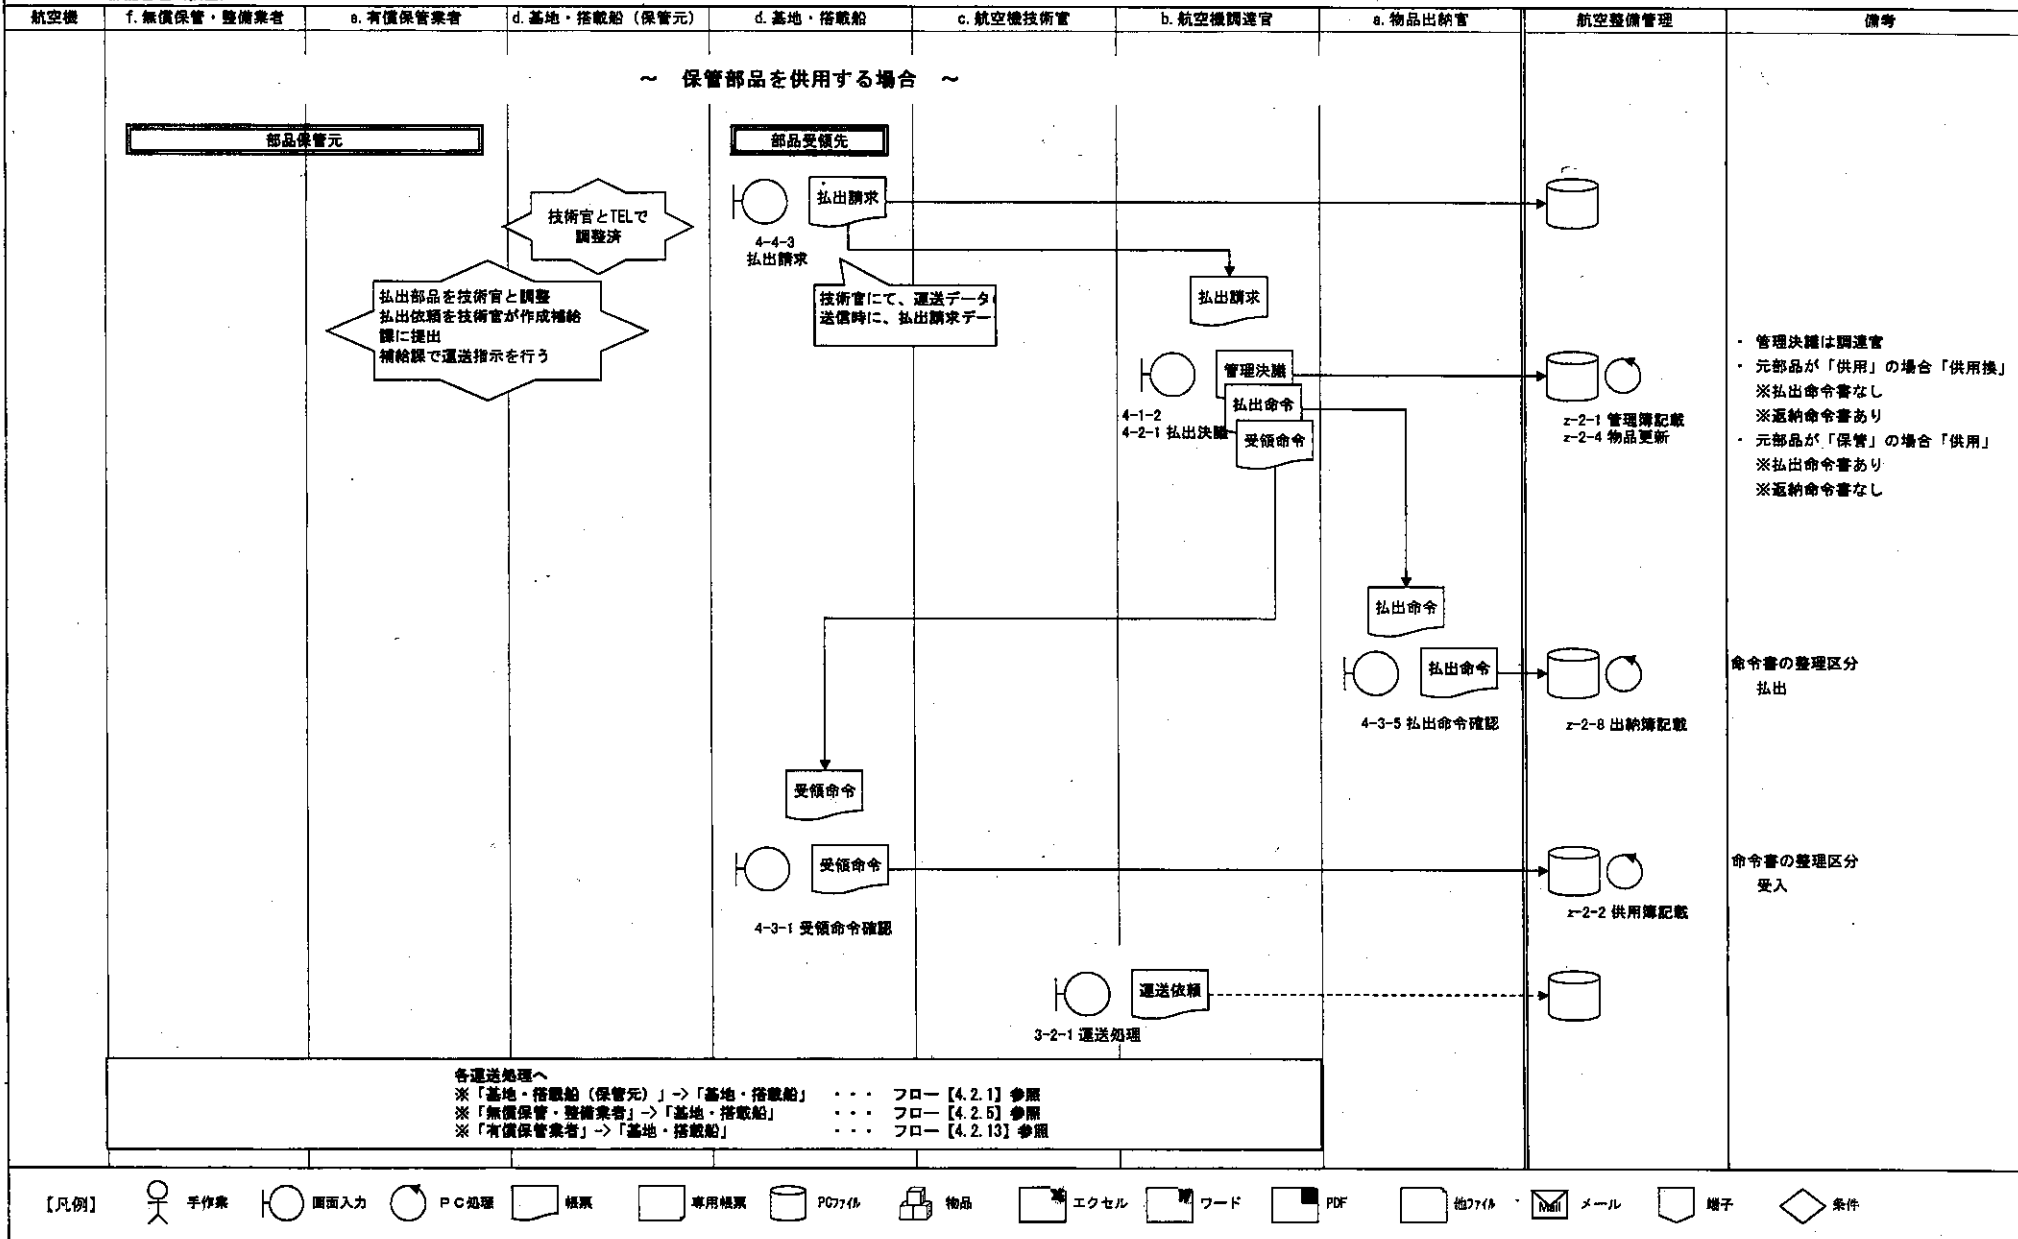 航空機
f. 無償保管・整備業者
e. 有償保管業者
d. 基地・搭載船（保管元）
d. 基地・搭載船
c. 航空機技術官
b. 航空機調達官
a. 物品出納官
航空整備管理
備考
～　保管部品を供用する場合　～
部品保管元
部品受領先
技術官とTELで
調整済
払出請求
4-4-3
払出請求
払出部品を技術官と調整
払出依頼を技術官が作成補給
課に提出
補給課で運送指示を行う
技術官にて、運送データ
送信時に、払出請求デー
払出請求
管理決議
払出命令
受領命令
4-1-2
4-2-1 払出決議
z-2-1 管理簿記載
z-2-4 物品更新
・ 管理決議は調達官
・ 元部品が「供用」の場合「供用換」
※払出命令書なし
※返納命令書あり
・ 元部品が「保管」の場合「供用」
※払出命令書あり
※返納命令書なし
払出命令
払出命令
4-3-5 払出命令確認
z-2-8 出納簿記載
命令書の整理区分
払出
受領命令
受領命令
4-3-1 受領命令確認
z-2-2 供用簿記載
命令書の整理区分
受入
運送依頼
3-2-1 運送処理
各運送処理へ
※「基地・搭載船（保管元）」->「基地・搭載船」 ・・・ フロー【4.2.1】参照
※「無償保管・整備業者」->「基地・搭載船」 ・・・ フロー【4.2.5】参照
※「有償保管業者」->「基地・搭載船」 ・・・ フロー【4.2.13】参照
【凡例】
手作業
画面入力
ＰＣ処理
帳票
専用帳票
PCファイル
物品
エクセル
ワード
PDF
他ファイル
Mail
メール
端子
条件